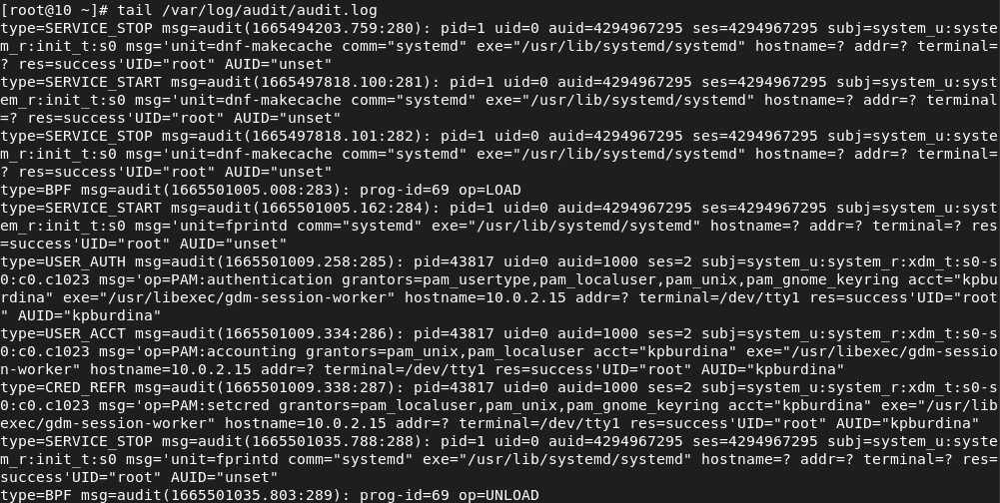 [root@10 ~]# tail /var/log/audit/audit.log
type=SERVICE_STOP msg=audit(1665494203.759:280): pid=1 uid=0 auid=4294967295 ses=4294967295 subj=system_u:syste
m_r:init_t:s0 msg='unit=dnf-makecache comm="systemd" exe="/usr/lib/systemd/systemd" hostname=? addr=? terminal=
? res=success'UID="root" AUID="unset"
type=SERVICE_START msg=audit(1665497818.100:281): pid=1 uid=0 auid=4294967295 ses=4294967295 subj=system_u:syst
em_r:init_t:s0 msg='unit=dnf-makecache comm="systemd" exe="/usr/lib/systemd/systemd" hostname=? addr=? terminal
=? res=success'UID="root" AUID="unset"
type=SERVICE_STOP msg=audit(1665497818.101:282): pid=1 uid=0 auid=4294967295 ses=4294967295 subj=system_u:syste
m_r:init_t:s0 msg='unit=dnf-makecache comm="systemd" exe="/usr/lib/systemd/systemd" hostname=? addr=? terminal=
? res=success'UID="root" AUID="unset"
type=BPF msg=audit(1665501005.008:283): prog-id=69 op=LOAD
type=SERVICE_START msg=audit(1665501005.162:284): pid=1 uid=0 auid=4294967295 ses=4294967295 subj=system_u:syst
em_r:init_t:s0 msg='unit=fprintd comm="systemd" exe="/usr/lib/systemd/systemd" hostname=? addr=? terminal=? res
=success'UID="root" AUID="unset"
type=USER_AUTH msg=audit(1665501009.258:285): pid=43817 uid=0 auid=1000 ses=2 subj=system_u:system_r:xdm_t:s0-s
0:c0.c1023 msg='op=PAM:authentication grantors=pam_usertype,pam_localuser,pam_unix,pam_gnome_keyring acct="kpbu
rdina" exe="/usr/libexec/gdm-session-worker" hostname=10.0.2.15 addr=? terminal=/dev/tty1 res=success'UID="root
" AUID="kpburdina"
type=USER_ACCT msg=audit(1665501009.334:286): pid=43817 uid=0 auid=1000 ses=2 subj=system_u:system_r:xdm_t:s0-s
0:c0.c1023 msg='op=PAM:accounting grantors=pam_unix,pam_localuser acct="kpburdina" exe="/usr/libexec/gdm-sessio
n-worker" hostname=10.0.2.15 addr=? terminal=/dev/tty1 res=success'UID="root" AUID="kpburdina"
type=CRED_REFR msg=audit(1665501009.338:287): pid=43817 uid=0 auid=1000 ses=2 subj=system_u:system_r:xdm_t:s0-s
0:c0.c1023 msg='op=PAM:setcred grantors=pam_localuser,pam_unix,pam_gnome_keyring acct="kpburdina" exe="/usr/lib
exec/gdm-session-worker" hostname=10.0.2.15 addr=? terminal=/dev/tty1 res=success'UID="root" AUID="kpburdina"
type=SERVICE_STOP msg=audit(1665501035.788:288): pid=1 uid=0 auid=4294967295 ses=4294967295 subj=system_u:syste
m_r:init_t:s0 msg='unit=fprintd comm="systemd" exe="/usr/lib/systemd/systemd" hostname=? addr=? terminal=? res=
success'UID="root" AUID="unset"
type=BPF msg=audit(1665501035.803:289): prog-id=69 op=UNLOAD